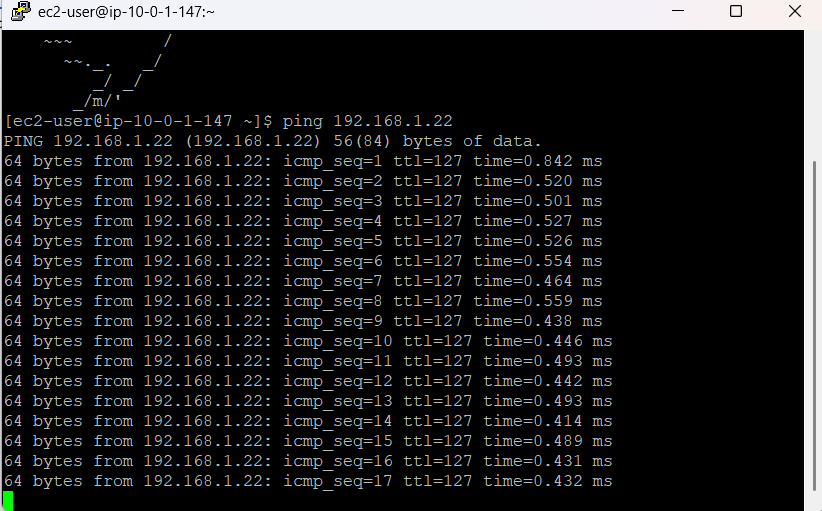 ec2-user@ip-10-0-1-147:~
   ~~~         /
     ~~._.   _/
        _/ _/
      _/m/'
[ec2-user@ip-10-0-1-147 ~]$ ping 192.168.1.22
PING 192.168.1.22 (192.168.1.22) 56(84) bytes of data.
64 bytes from 192.168.1.22: icmp_seq=1 ttl=127 time=0.842 ms
64 bytes from 192.168.1.22: icmp_seq=2 ttl=127 time=0.520 ms
64 bytes from 192.168.1.22: icmp_seq=3 ttl=127 time=0.501 ms
64 bytes from 192.168.1.22: icmp_seq=4 ttl=127 time=0.527 ms
64 bytes from 192.168.1.22: icmp_seq=5 ttl=127 time=0.526 ms
64 bytes from 192.168.1.22: icmp_seq=6 ttl=127 time=0.554 ms
64 bytes from 192.168.1.22: icmp_seq=7 ttl=127 time=0.464 ms
64 bytes from 192.168.1.22: icmp_seq=8 ttl=127 time=0.559 ms
64 bytes from 192.168.1.22: icmp_seq=9 ttl=127 time=0.438 ms
64 bytes from 192.168.1.22: icmp_seq=10 ttl=127 time=0.446 ms
64 bytes from 192.168.1.22: icmp_seq=11 ttl=127 time=0.493 ms
64 bytes from 192.168.1.22: icmp_seq=12 ttl=127 time=0.442 ms
64 bytes from 192.168.1.22: icmp_seq=13 ttl=127 time=0.493 ms
64 bytes from 192.168.1.22: icmp_seq=14 ttl=127 time=0.414 ms
64 bytes from 192.168.1.22: icmp_seq=15 ttl=127 time=0.489 ms
64 bytes from 192.168.1.22: icmp_seq=16 ttl=127 time=0.431 ms
64 bytes from 192.168.1.22: icmp_seq=17 ttl=127 time=0.432 ms